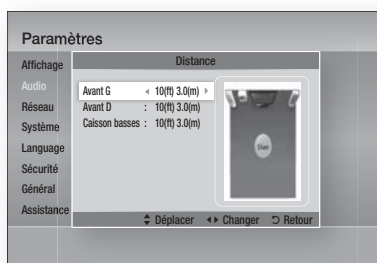 Paramètres
Affichage
Audio
Réseau
Système
Language
Sécurité
Général
Assistance
Distance
Avant G ◂ 10(ft) 3.0(m) ▸
Avant D : 10(ft) 3.0(m)
Caisson basses : 10(ft) 3.0(m)
User
Déplacer Changer Retour